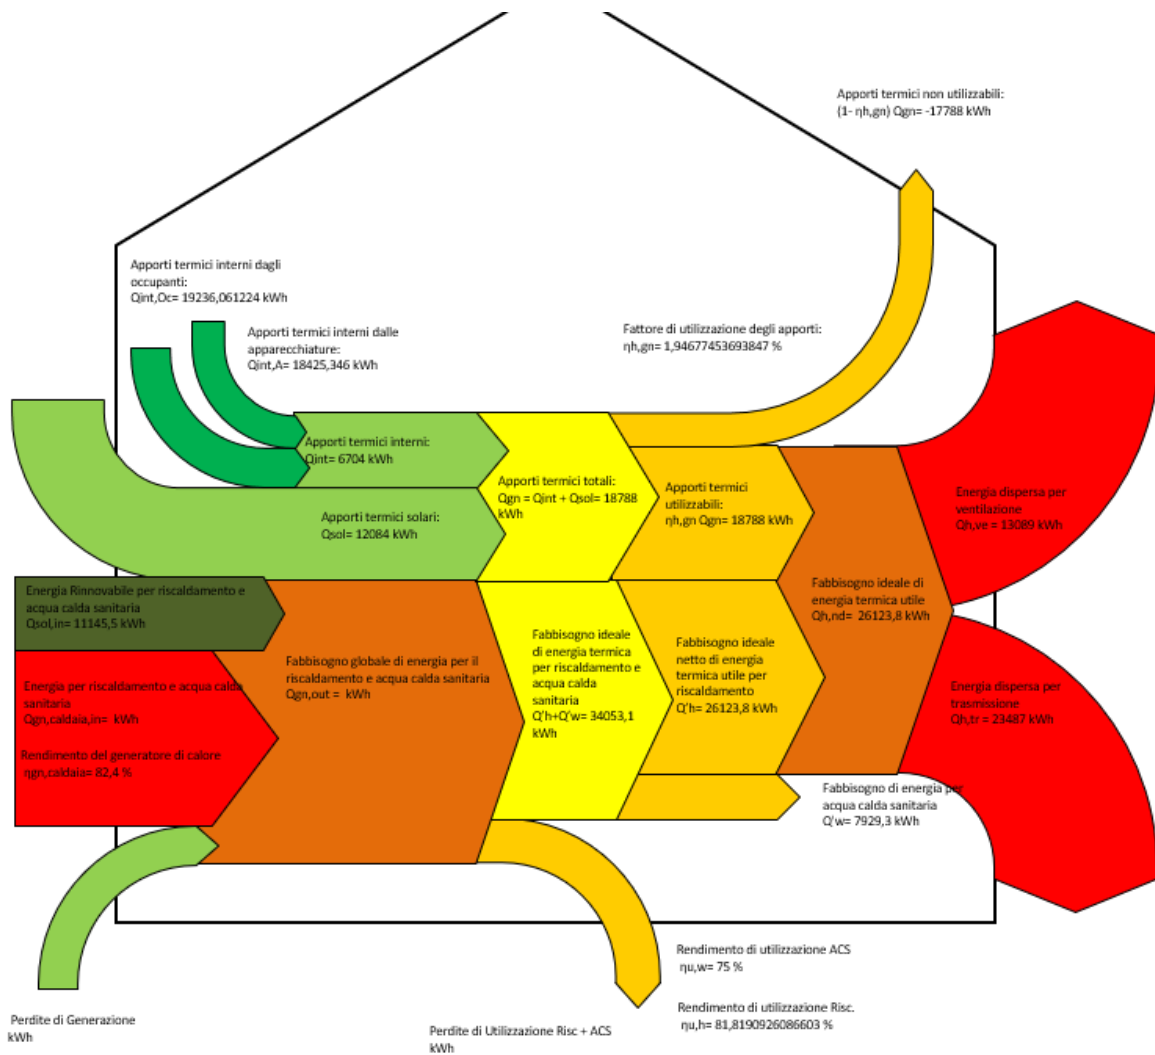 Apporti termici non utilizzabili:
(1- ηh,gn) Qgn= -17788 kWh
Apporti termici interni dagli
occupanti:
Qint,Oc= 19236,061224 kWh
Apporti termici interni dalle
apparecchiature:
Qint,A= 18425,346 kWh
Fattore di utilizzazione degli apporti:
ηh,gn= 1,94677453693847 %
Apporti termici interni:
Qint= 6704 kWh
Apporti termici totali:
Qgn = Qint + Qsol= 18788
kWh
Apporti termici
utilizzabili:
ηh,gn Qgn= 18788 kWh
Energia dispersa per
ventilazione
Qh,ve = 13089 kWh
Apporti termici solari:
Qsol= 12084 kWh
Energia Rinnovabile per riscaldamento e
acqua calda sanitaria
Qsol,in= 11145,5 kWh
Fabbisogno ideale di
energia termica utile
Qh,nd= 26123,8 kWh
Fabbisogno globale di energia per il
riscaldamento e acqua calda sanitaria
Qgn,out = kWh
Fabbisogno ideale
di energia termica
per riscaldamento e
acqua calda
sanitaria
Q'h+Q'w= 34053,1
kWh
Fabbisogno ideale
netto di energia
termica utile per
riscaldamento
Q'h= 26123,8 kWh
Energia per riscaldamento e acqua calda
sanitaria
Qgn,caldaia,in= kWh
Rendimento del generatore di calore
ηgn,caldaia= 82,4 %
Energia dispersa per
trasmissione
Qh,tr = 23487 kWh
Fabbisogno di energia per
acqua calda sanitaria
Q'w= 7929,3 kWh
Rendimento di utilizzazione ACS
ηu,w= 75 %
Rendimento di utilizzazione Risc.
ηu,h= 81,8190926086603 %
Perdite di Generazione
kWh
Perdite di Utilizzazione Risc + ACS
kWh